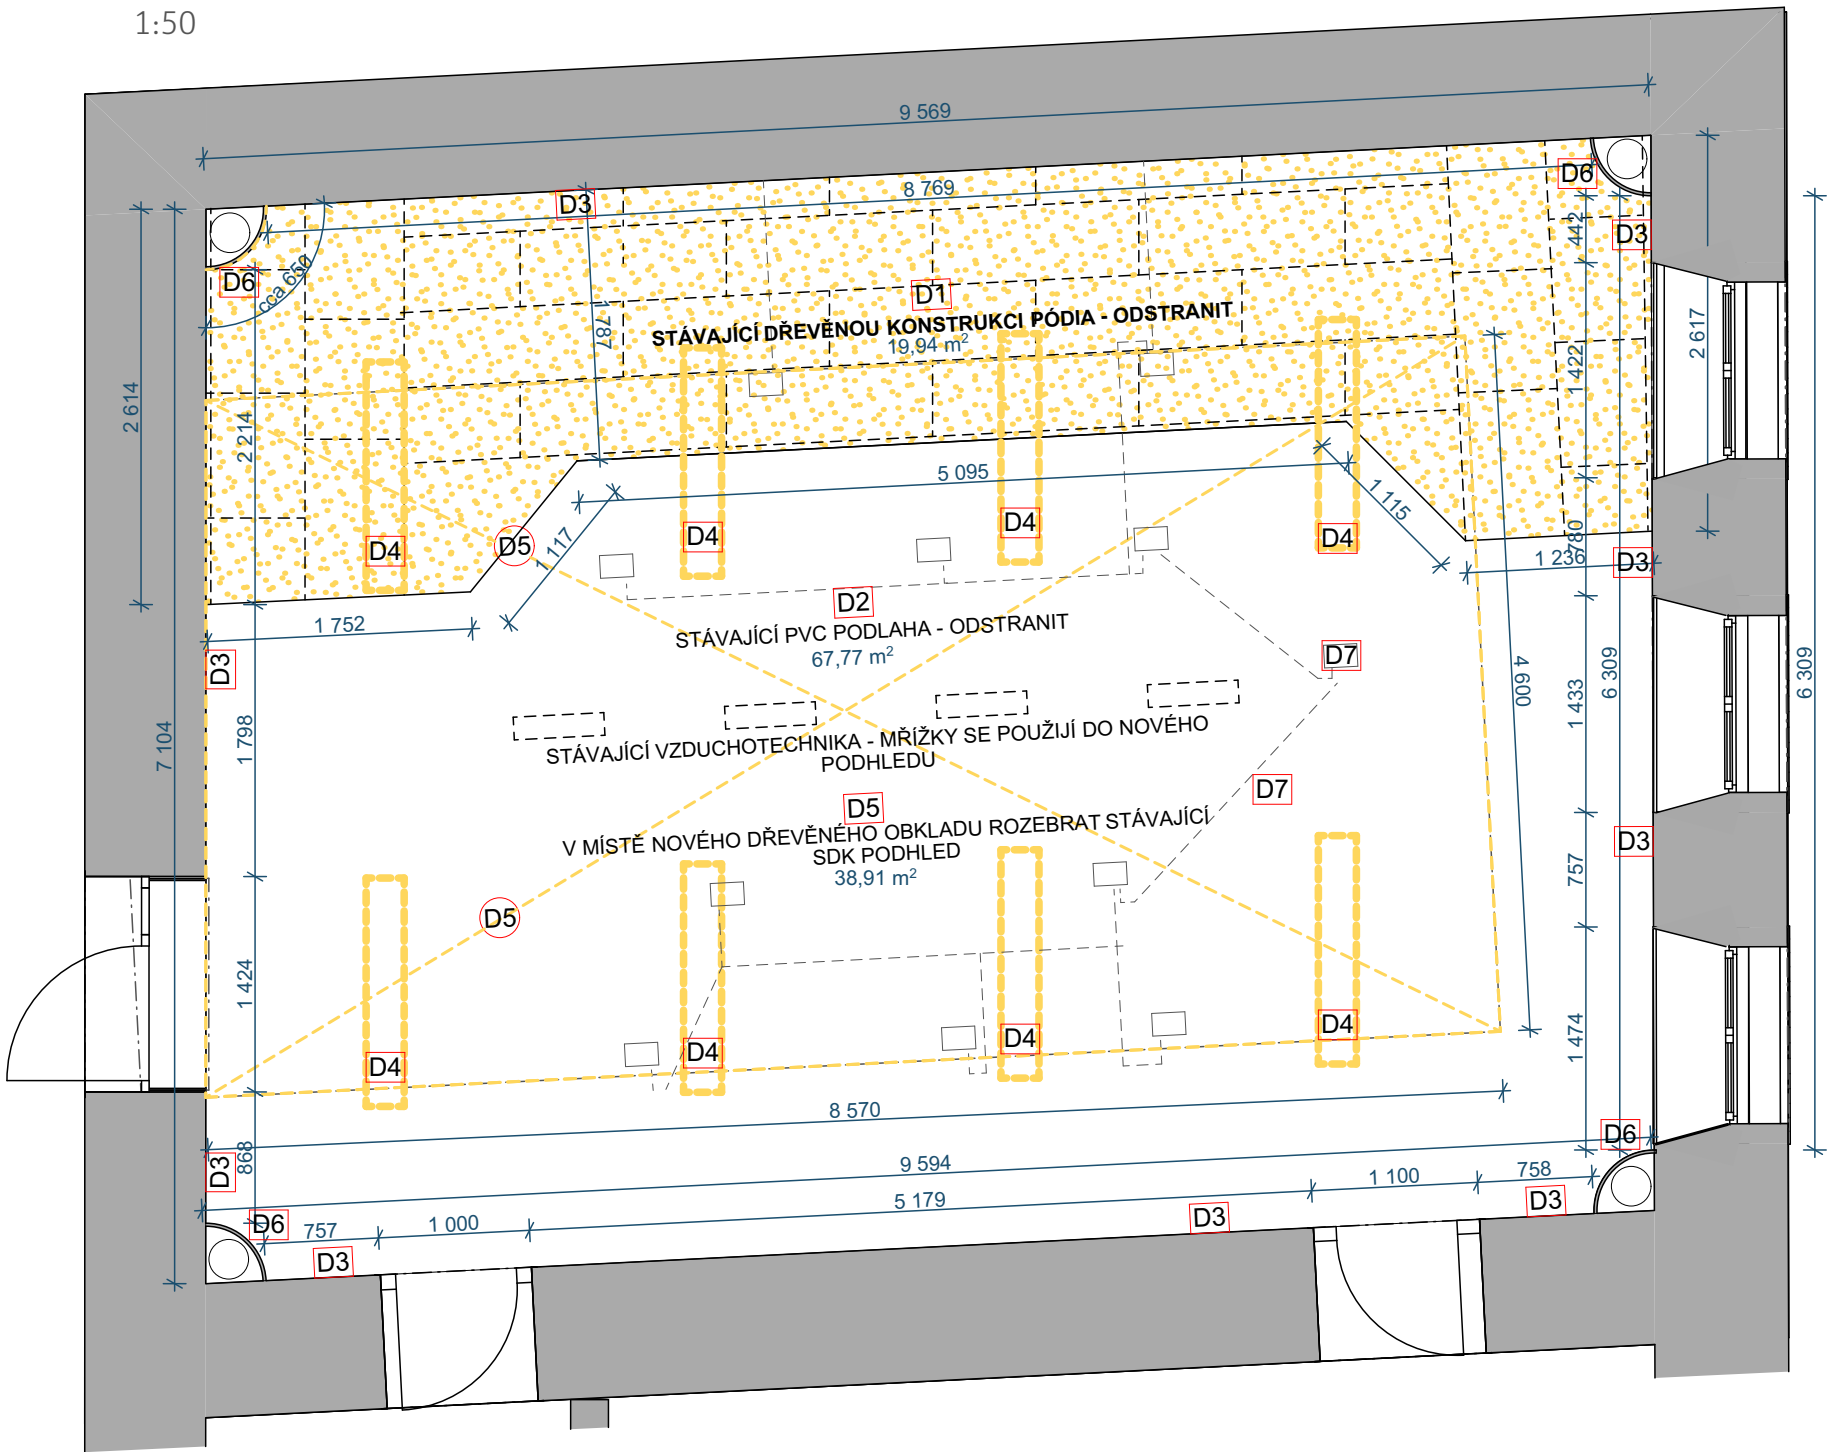 1:50
9 569
8 769
D3
D6
D3
442
D6
cca 650
D1
STÁVAJÍCÍ DŘEVĚNOU KONSTRUKCI PÓDIA - ODSTRANIT
19,94 m²
1 787
2 617
1 422
2 614
2 214
5 095
1 115
D4
D4
D4
D4
D5
1 117
780
1 236
D3
D2
STÁVAJÍCÍ PVC PODLAHA - ODSTRANIT
67,77 m²
1 752
D3
D7
4 600
1 433
6 309
6 309
7 104
1 798
STÁVAJÍCÍ VZDUCHOTECHNIKA - MŘÍŽKY SE POUŽIJÍ DO NOVÉHO
PODHLEDU
D7
D5
V MÍSTĚ NOVÉHO DŘEVĚNÉHO OBKLADU ROZEBRAT STÁVAJÍCÍ
SDK PODHLED
38,91 m²
D3
757
D5
1 424
D4
D4
D4
D4
1 474
8 570
D6
868
D3
9 594
5 179
1 100
758
D3
D3
D6
757
1 000
D3